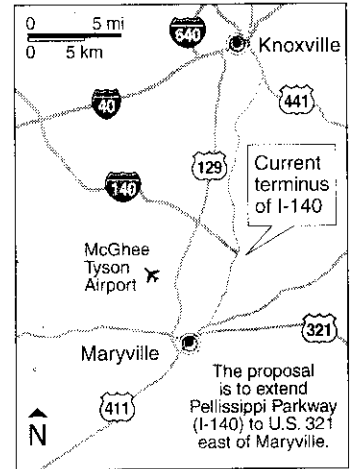 0 5 mi
0 5 km
640
Knoxville
40
441
129
Current
terminus
of I-140
140
McGhee
Tyson
Airport
321
Maryville
The proposal
is to extend
Pellissippi Parkway
(I-140) to U.S. 321
east of Maryville.
411
N